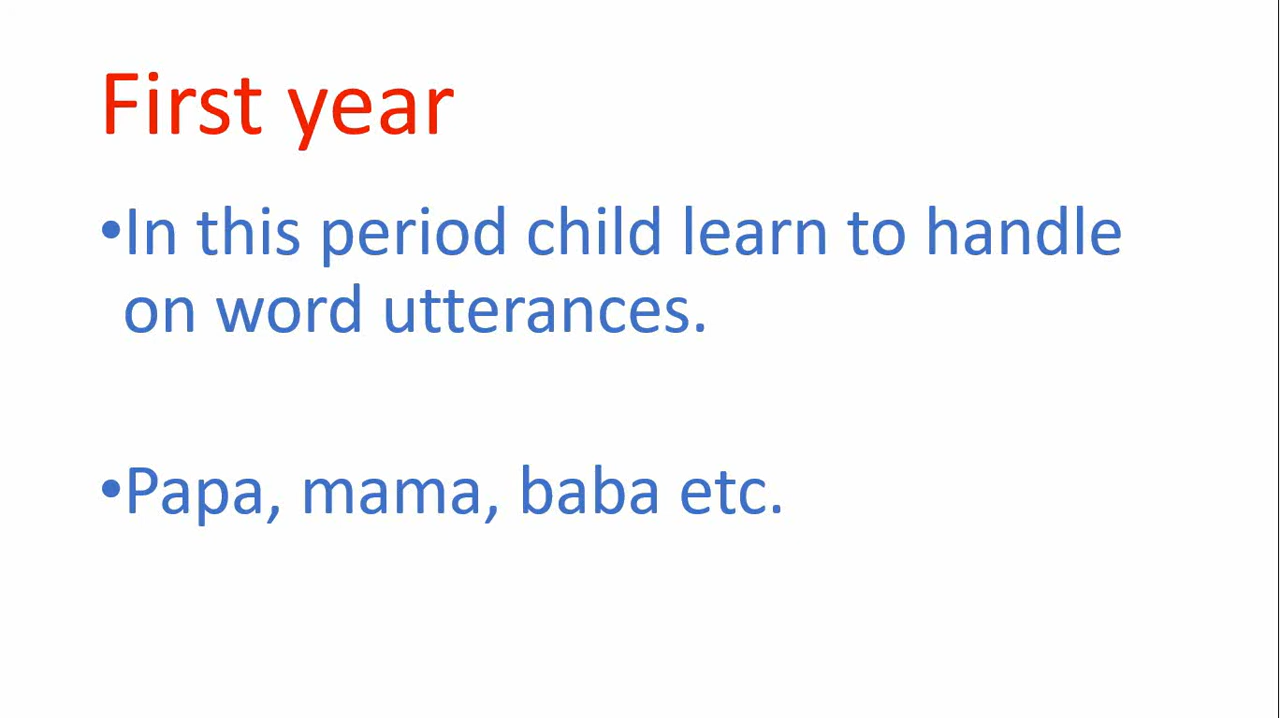 First year
•In this period child learn to handle
on word utterances.
•Papa, mama, baba etc.